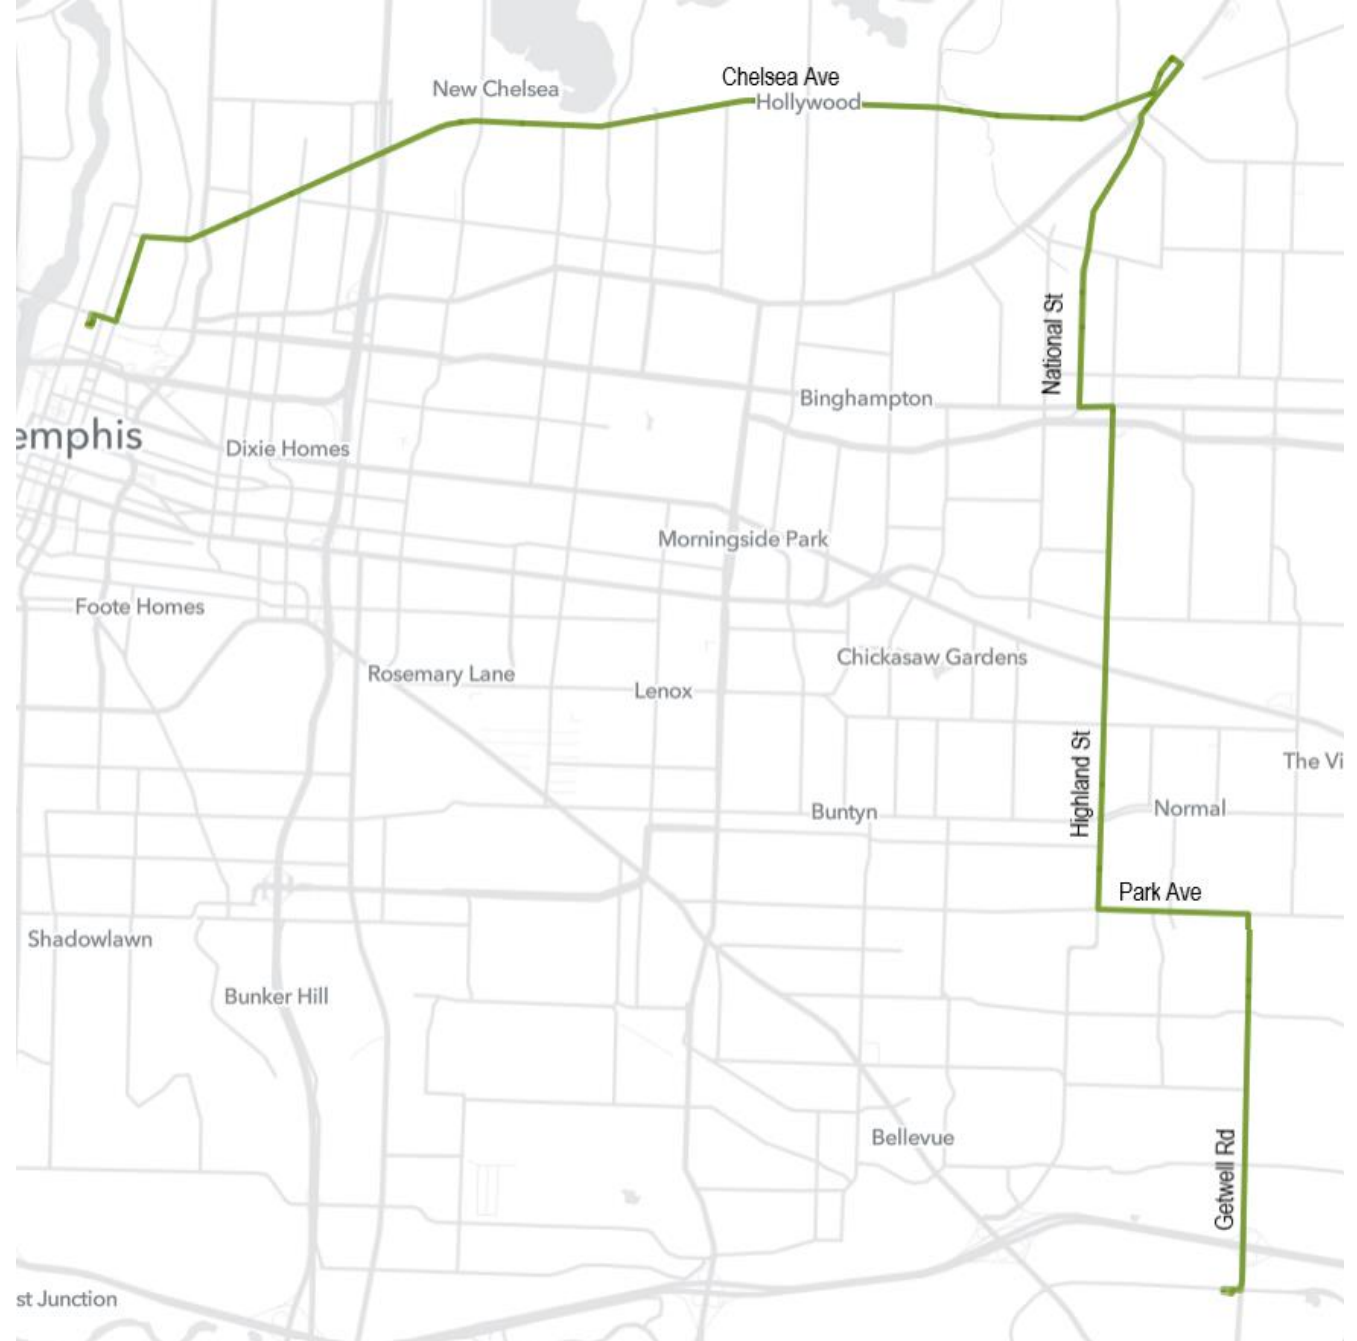 Chelsea Ave
New Chelsea
Hollywood
National St
Binghampton
emphis
Dixie Homes
Morningside Park
Foote Homes
Chickasaw Gardens
Rosemary Lane
Lenox
Highland St
The Vi
Buntyn
Normal
Park Ave
Shadowlawn
Bunker Hill
Bellevue
Getwell Rd
st Junction